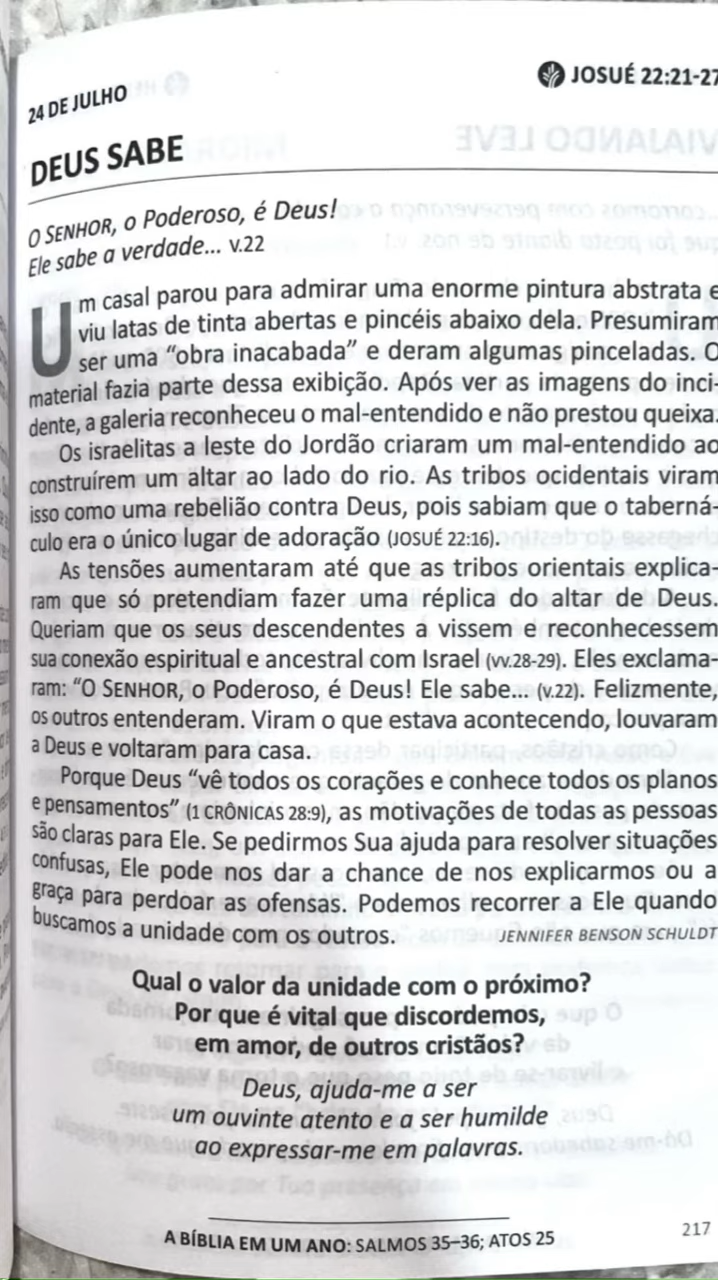 24 DE JULHO
JOSUÉ 22:21-27
DEUS SABE
O SENHOR, o Poderoso, é Deus!
Ele sabe a verdade... v.22
Um casal parou para admirar uma enorme pintura abstrata e
viu latas de tinta abertas e pincéis abaixo dela. Presumiram
ser uma “obra inacabada” e deram algumas pinceladas. O
material fazia parte dessa exibição. Após ver as imagens do inci-
dente, a galeria reconheceu o mal-entendido e não prestou queixa.
Os israelitas a leste do Jordão criaram um mal-entendido ao
construírem um altar ao lado do rio. As tribos ocidentais viram
isso como uma rebelião contra Deus, pois sabiam que o taberná-
culo era o único lugar de adoração (JOSUÉ 22:16).
As tensões aumentaram até que as tribos orientais explica-
ram que só pretendiam fazer uma réplica do altar de Deus.
Queriam que os seus descendentes a vissem e reconhecessem
sua conexão espiritual e ancestral com Israel (vv.28-29). Eles exclama-
ram: “O SENHOR, o Poderoso, é Deus! Ele sabe... (v.22). Felizmente,
os outros entenderam. Viram o que estava acontecendo, louvaram
a Deus e voltaram para casa.
Porque Deus “vê todos os corações e conhece todos os planos
e pensamentos” (1 CRÔNICAS 28:9), as motivações de todas as pessoas
são claras para Ele. Se pedirmos Sua ajuda para resolver situações
confusas, Ele pode nos dar a chance de nos explicarmos ou a
graça para perdoar as ofensas. Podemos recorrer a Ele quando
buscamos a unidade com os outros. JENNIFER BENSON SCHULDT
Qual o valor da unidade com o próximo?
Por que é vital que discordemos,
em amor, de outros cristãos?
Deus, ajuda-me a ser
um ouvinte atento e a ser humilde
ao expressar-me em palavras.
A BÍBLIA EM UM ANO: SALMOS 35–36; ATOS 25
217